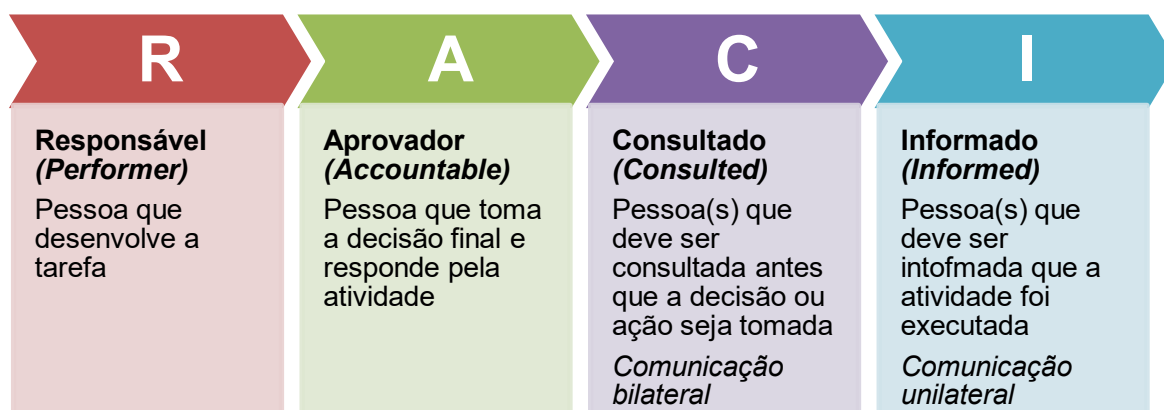 R
Responsável
(Performer)
Pessoa que
desenvolve a
tarefa
A
Aprovador
(Accountable)
Pessoa que toma
a decisão final e
responde pela
atividade
C
Consultado
(Consulted)
Pessoa(s) que
deve ser
consultada antes
que a decisão ou
ação seja tomada
Comunicação
bilateral
I
Informado
(Informed)
Pessoa(s) que
deve ser
intofmada que a
atividade foi
executada
Comunicação
unilateral